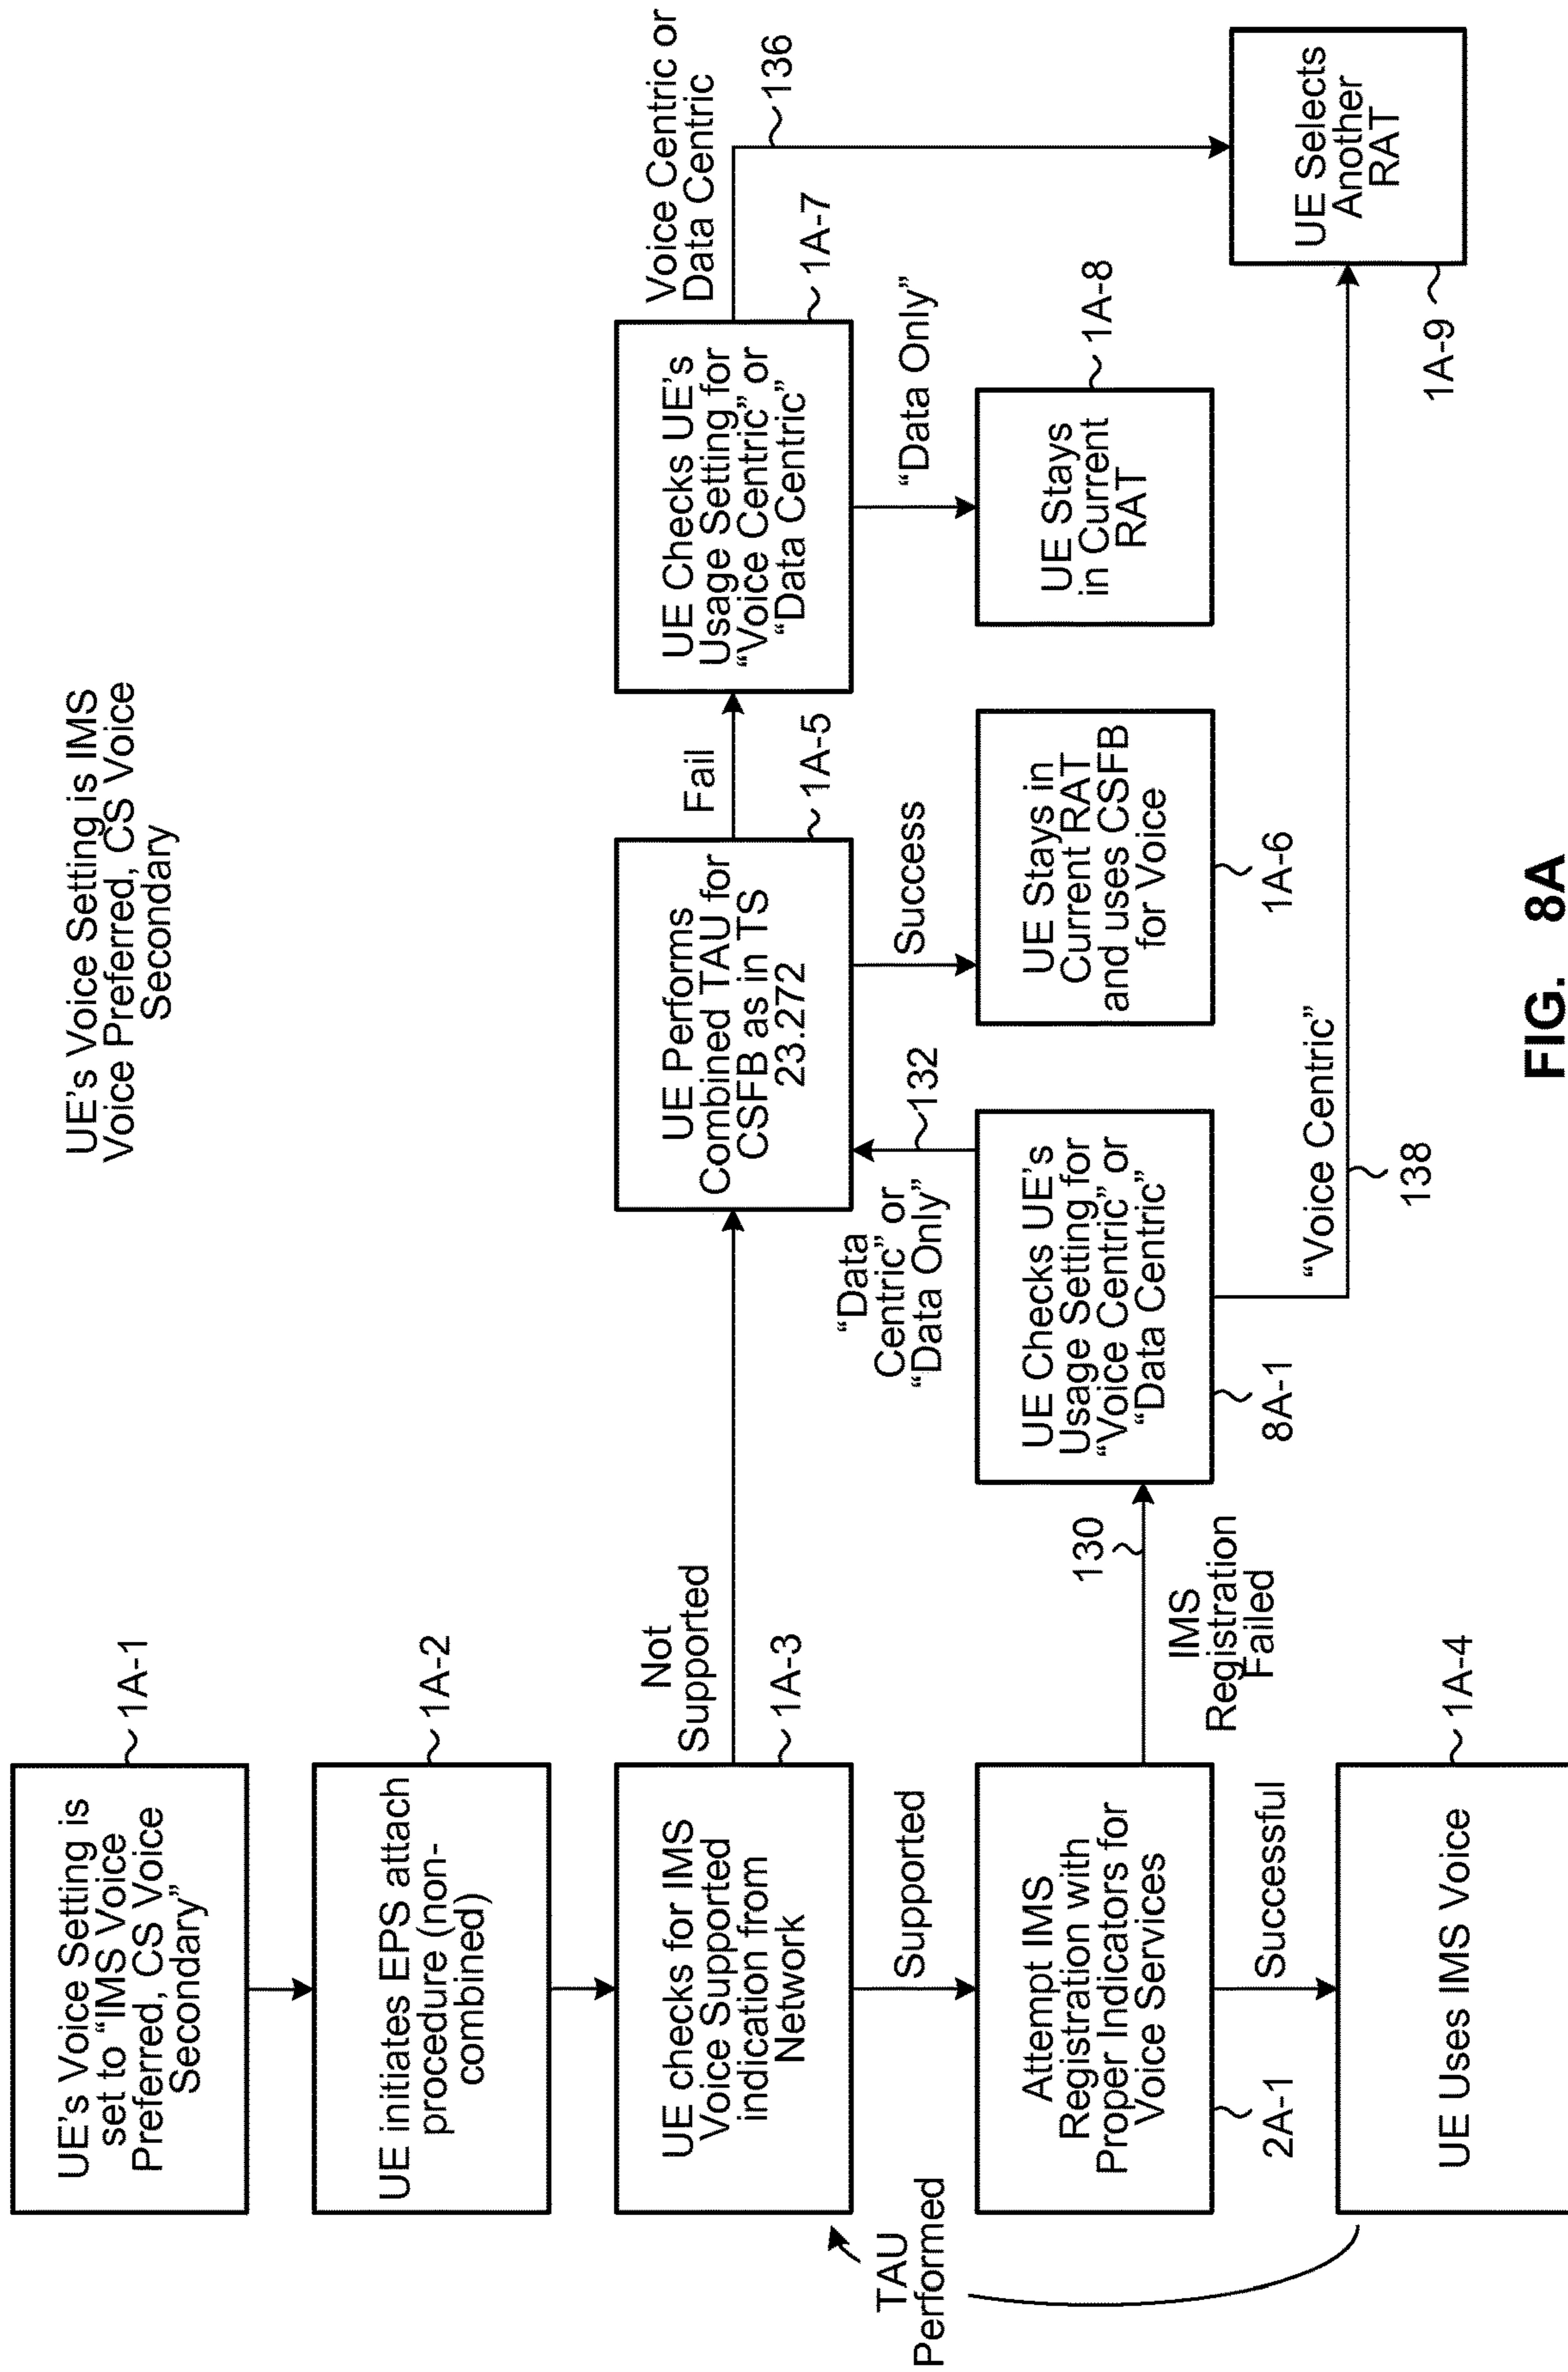 UE's Voice Setting is IMS
Voice Preferred, CS Voice
Secondary
UE's Voice Setting is
set to “IMS Voice
Preferred, CS Voice
Secondary”
1A-1
UE initiates EPS attach
procedure (non-
combined)
1A-2
UE checks for IMS
Voice Supported
indication from
Network
1A-3
Not
Supported
Supported
TAU
Performed
Attempt IMS
Registration with
Proper Indicators for
Voice Services
2A-1
IMS
Registration
Failed
130
Successful
UE Uses IMS Voice
1A-4
UE Checks UE's
Usage Setting for
“Voice Centric” or
“Data Centric”
8A-1
“Data
Centric” or
“Data Only”
132
“Voice Centric”
138
UE Performs
Combined TAU for
CSFB as in TS
23.272
1A-5
Success
Fail
UE Stays in
Current RAT
and uses CSFB
for Voice
1A-6
UE Checks UE's
Usage Setting for
“Voice Centric” or
“Data Centric”
1A-7
“Data Only”
UE Stays
in Current
RAT
1A-8
Voice Centric or
Data Centric
136
UE Selects
Another
RAT
1A-9
FIG. 8A